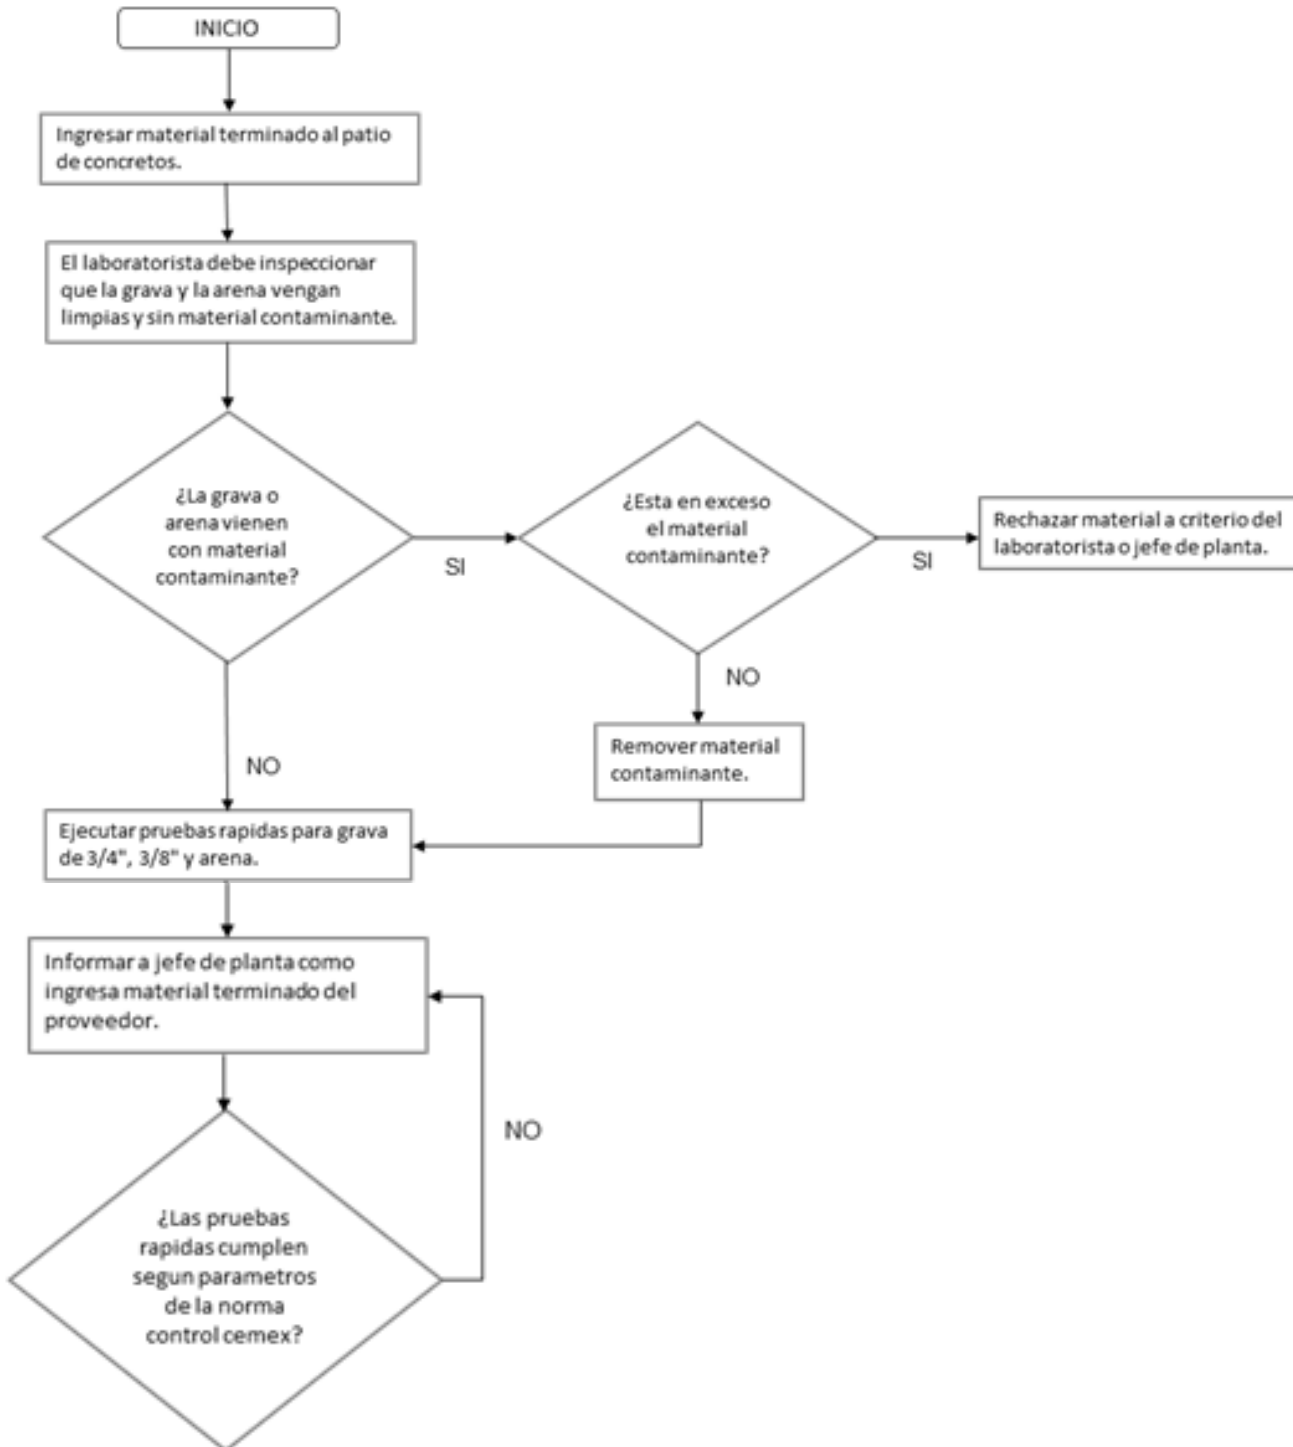 INICIO
Ingresar material terminado al patio
de concretos.
El laboratorista debe inspeccionar
que la grava y la arena vengan
limpias y sin material contaminante.
¿La grava o
arena vienen
con material
contaminante?
SI
¿Esta en exceso
el material
contaminante?
SI
Rechazar material a criterio del
laboratorista o jefe de planta.
NO
Remover material
contaminante.
NO
Ejecutar pruebas rapidas para grava
de 3/4", 3/8" y arena.
Informar a jefe de planta como
ingresa material terminado del
proveedor.
NO
¿Las pruebas
rapidas cumplen
segun parametros
de la norma
control cemex?